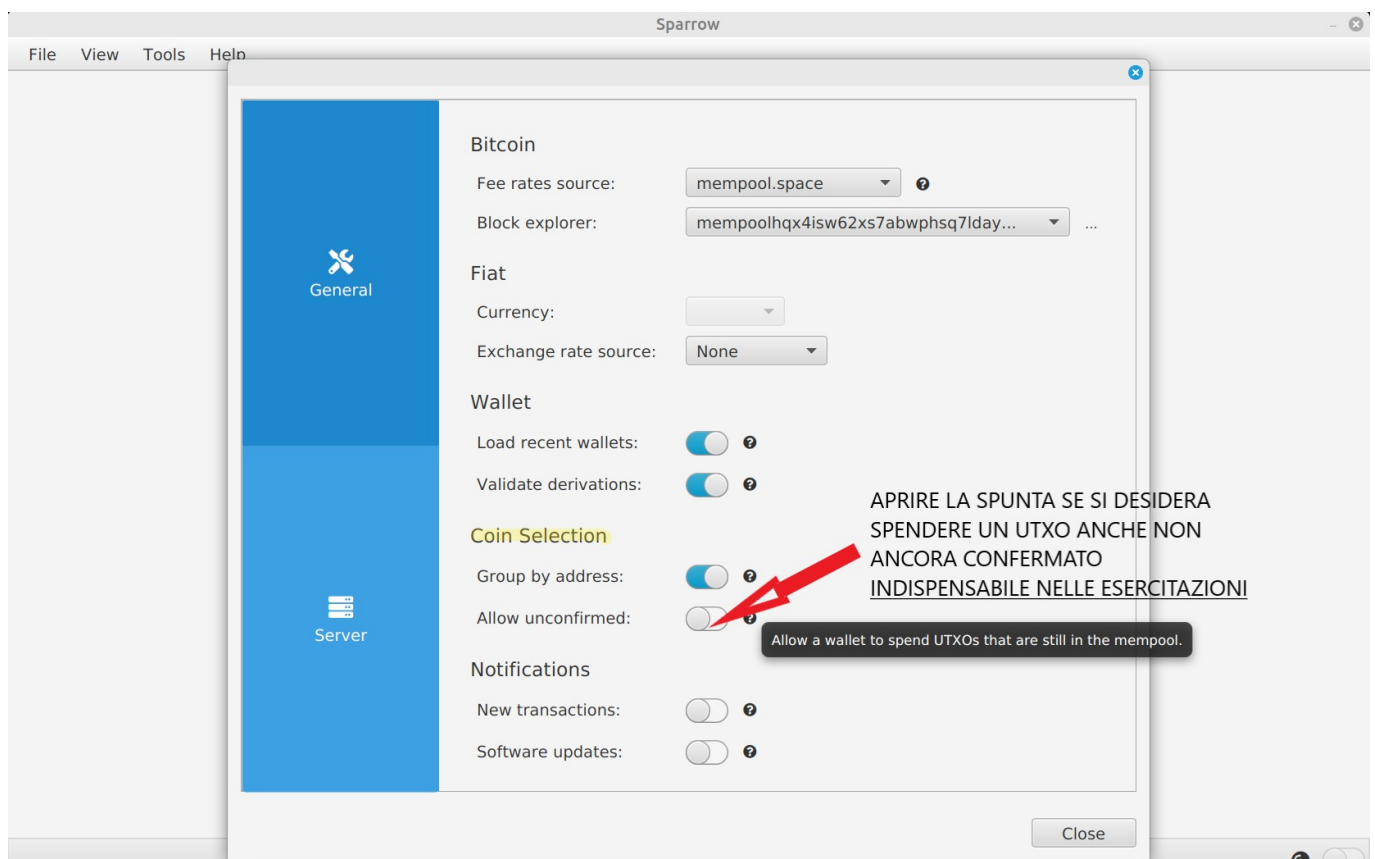 Sparrow
File View Tools Help
Bitcoin
Fee rates source: mempool.space
Block explorer: mempoolhqx4isw62xs7abwphsq7lday... ...
General
Fiat
Currency:
Exchange rate source: None
Wallet
Load recent wallets:
Validate derivations:
APRIRE LA SPUNTA SE SI DESIDERA
SPENDERE UN UTXO ANCHE NON
ANCORA CONFERMATO
INDISPENSABILE NELLE ESERCITAZIONI
Coin Selection
Group by address:
Allow unconfirmed:
Allow a wallet to spend UTXOs that are still in the mempool.
Server
Notifications
New transactions:
Software updates:
Close